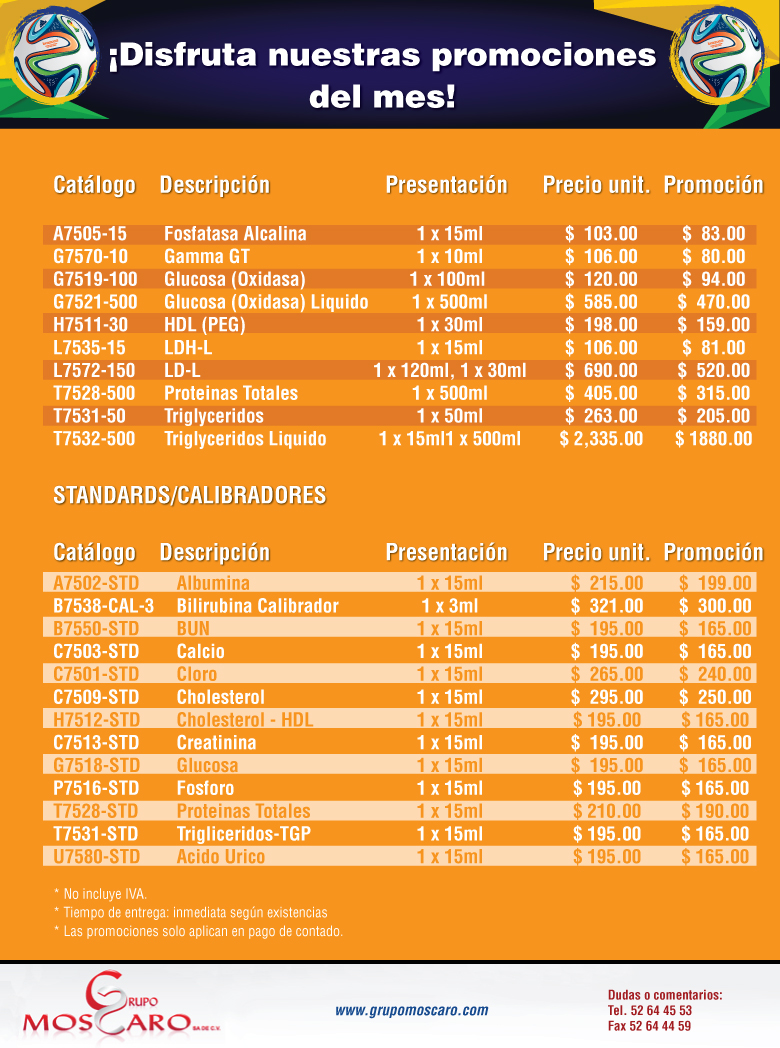 ¡Disfruta nuestras promociones
del mes!
Catálogo Descripción Presentación Precio unit. Promoción
A7505-15 Fosfatasa Alcalina 1 x 15ml $ 103.00 $ 83.00
G7570-10 Gamma GT 1 x 10ml $ 106.00 $ 80.00
G7519-100 Glucosa (Oxidasa) 1 x 100ml $ 120.00 $ 94.00
G7521-500 Glucosa (Oxidasa) Liquido 1 x 500ml $ 585.00 $ 470.00
H7511-30 HDL (PEG) 1 x 30ml $ 198.00 $ 159.00
L7535-15 LDH-L 1 x 15ml $ 106.00 $ 81.00
L7572-150 LD-L 1 x 120ml, 1 x 30ml $ 690.00 $ 520.00
T7528-500 Proteinas Totales 1 x 500ml $ 405.00 $ 315.00
T7531-50 Triglyceridos 1 x 50ml $ 263.00 $ 205.00
T7532-500 Triglyceridos Liquido 1 x 15ml1 x 500ml $ 2,335.00 $ 1880.00
STANDARDS/CALIBRADORES
Catálogo Descripción Presentación Precio unit. Promoción
A7502-STD Albumina 1 x 15ml $ 215.00 $ 199.00
B7538-CAL-3 Bilirubina Calibrador 1 x 3ml $ 321.00 $ 300.00
B7550-STD BUN 1 x 15ml $ 195.00 $ 165.00
C7503-STD Calcio 1 x 15ml $ 195.00 $ 165.00
C7501-STD Cloro 1 x 15ml $ 265.00 $ 240.00
C7509-STD Cholesterol 1 x 15ml $ 295.00 $ 250.00
H7512-STD Cholesterol - HDL 1 x 15ml $ 195.00 $ 165.00
C7513-STD Creatinina 1 x 15ml $ 195.00 $ 165.00
G7518-STD Glucosa 1 x 15ml $ 195.00 $ 165.00
P7516-STD Fosforo 1 x 15ml $ 195.00 $ 165.00
T7528-STD Proteinas Totales 1 x 15ml $ 210.00 $ 190.00
T7531-STD Trigliceridos-TGP 1 x 15ml $ 195.00 $ 165.00
U7580-STD Acido Urico 1 x 15ml $ 195.00 $ 165.00
* No incluye IVA.
* Tiempo de entrega: inmediata según existencias
* Las promociones solo aplican en pago de contado.
GRUPO
MOSCARO SA DE C.V.
www.grupomoscaro.com
Dudas o comentarios:
Tel. 52 64 45 53
Fax 52 64 44 59